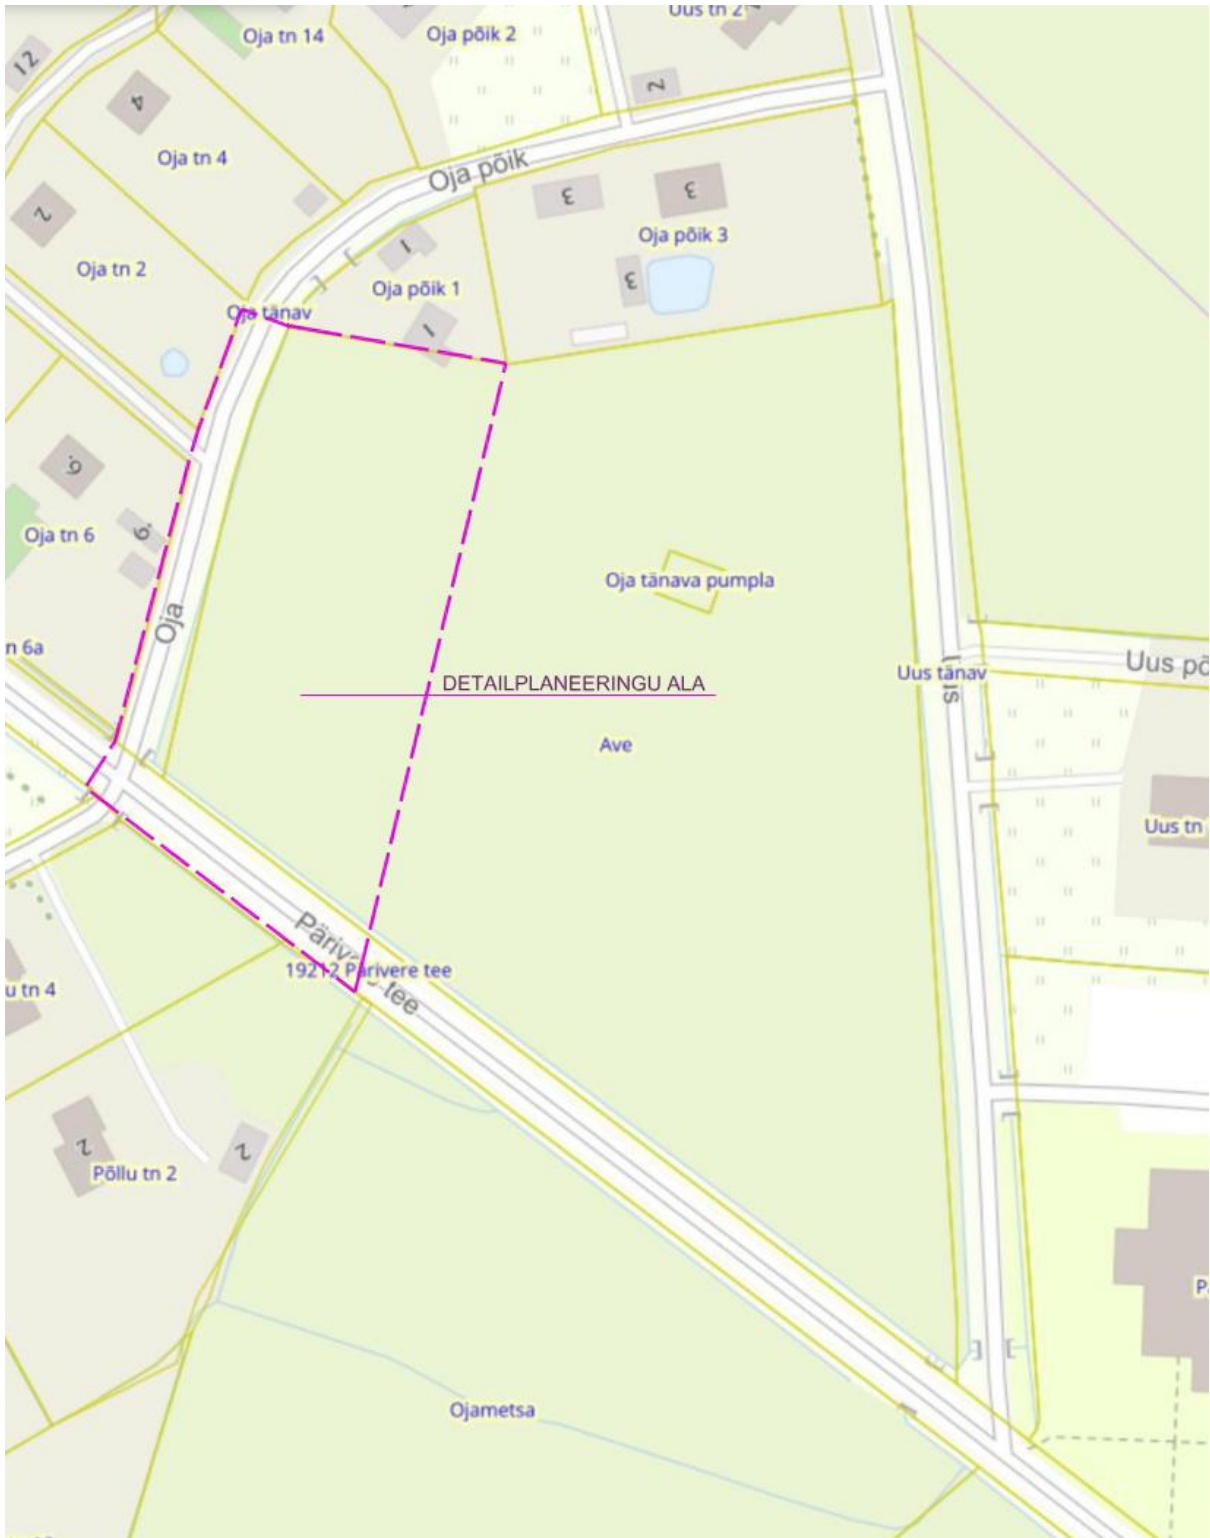 Uus tn 2
Oja tn 14
Oja põik 2
12
4
2
Oja tn 4
Oja põik
3
3
2
Oja põik 3
Oja tn 2
1
3
Oja põik 1
Oja tänav
1
6.
Oja tn 6
6.
Oja tänava pumpla
Oja
n 6a
Uus põ
Uus tänav
DETAILPLANEERINGU ALA
Ave
Uus tn
Pärivere tee
19212 Pärivere tee
u tn 4
2
2
Põllu tn 2
Ojametsa